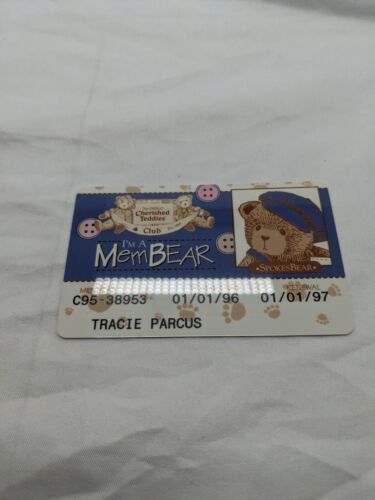 Cherished
Teddies
Club
I'M A
MemBEAR
SPOKESBEAR
C95-38953 01/01/96 01/01/97
TRACIE PARCUS